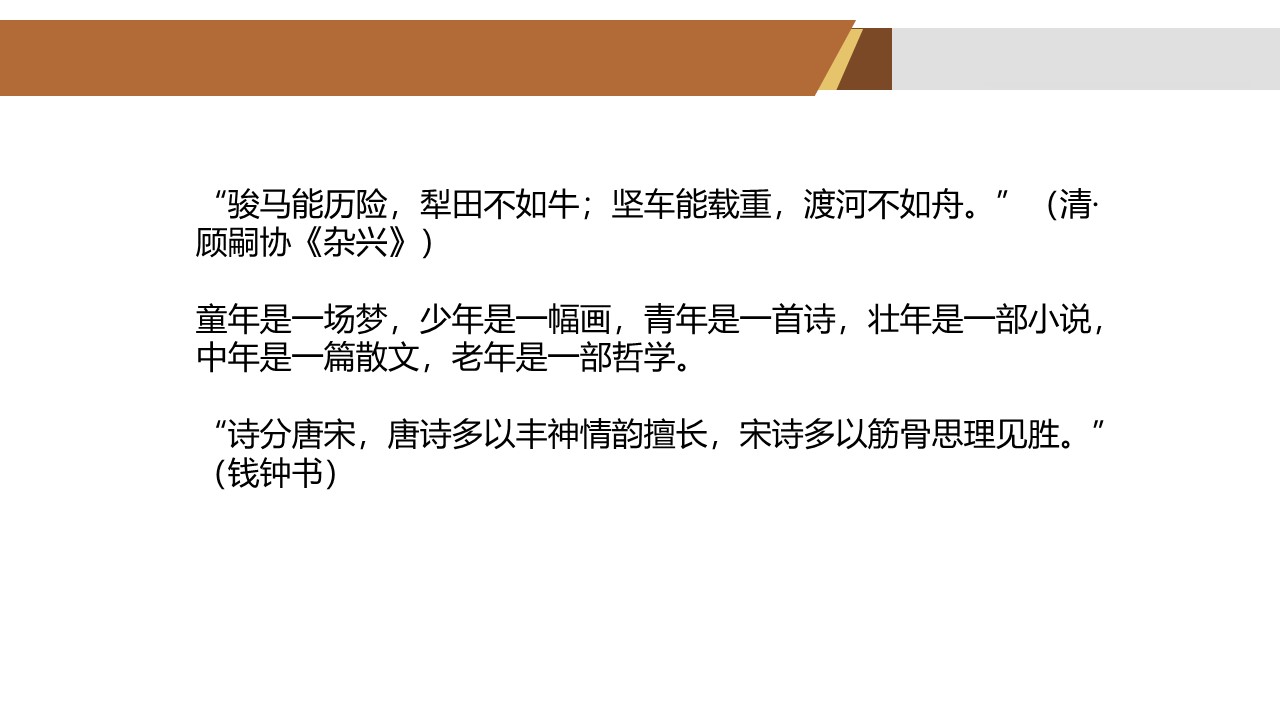 “骏马能历险，犁田不如牛；坚车能载重，渡河不如舟。”（清·
顾嗣协《杂兴》）
童年是一场梦，少年是一幅画，青年是一首诗，壮年是一部小说，
中年是一篇散文，老年是一部哲学。
“诗分唐宋，唐诗多以丰神情韵擅长，宋诗多以筋骨思理见胜。”
（钱钟书）